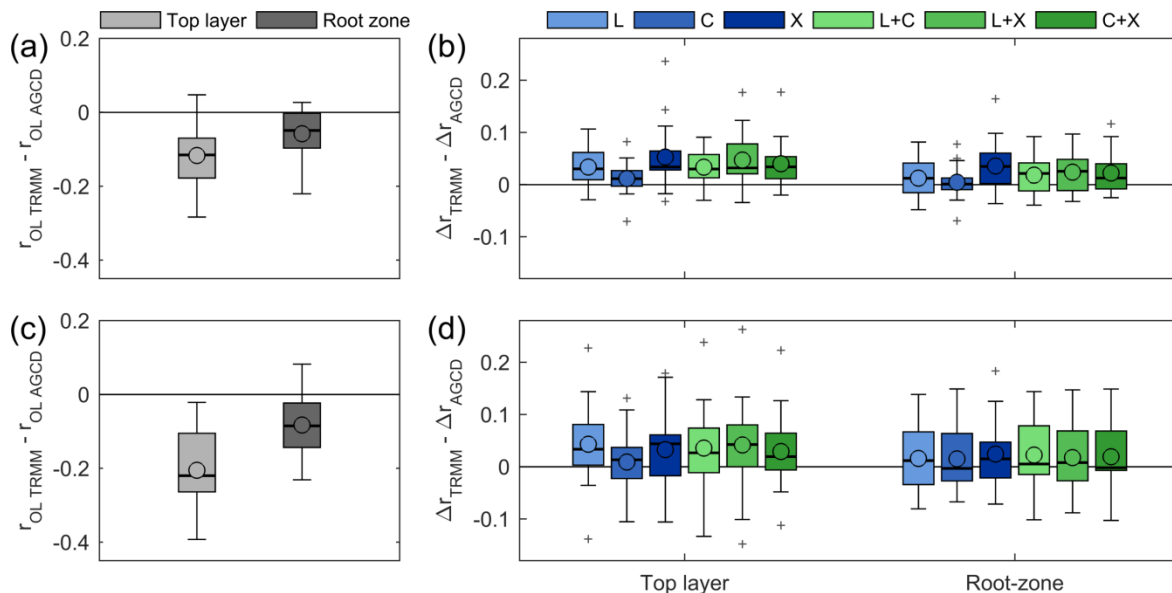 Top layer Root zone
L C X L+C L+X C+X
(a)
0.2
0
-0.2
-0.4
r_OL TRMM - r_OL AGCD
(b)
0.2
0.1
0
-0.1
Δr_TRMM - Δr_AGCD
(c)
0.2
0
-0.2
-0.4
r_OL TRMM - r_OL AGCD
(d)
0.2
0.1
0
-0.1
Δr_TRMM - Δr_AGCD
Top layer Root-zone